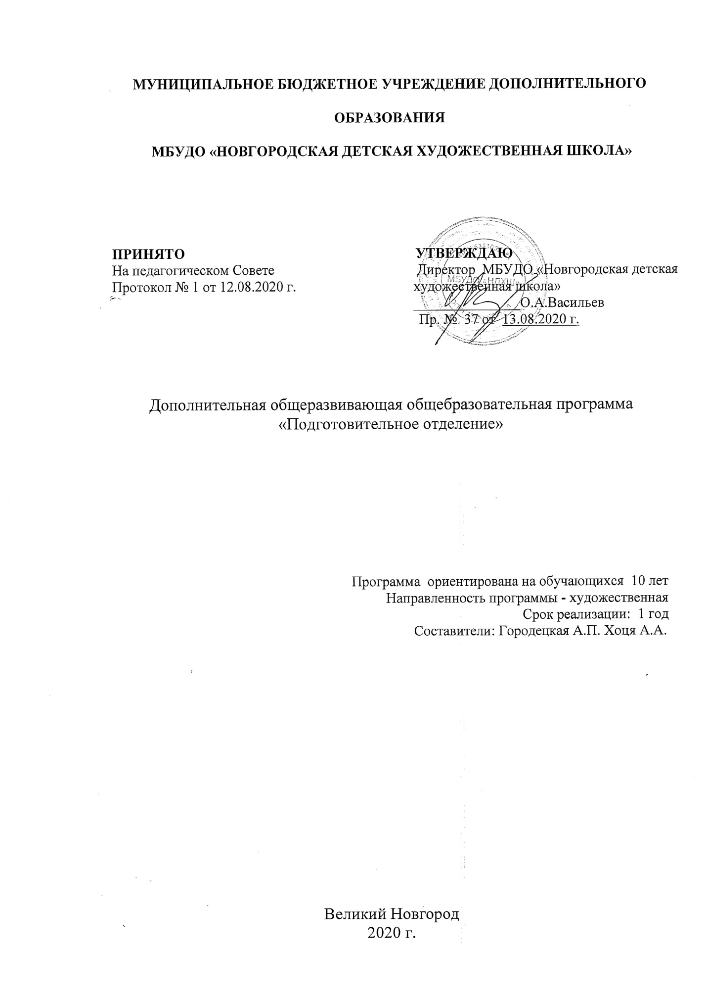 МУНИЦИПАЛЬНОЕ БЮДЖЕТНОЕ УЧРЕЖДЕНИЕ ДОПОЛНИТЕЛЬНОГО
ОБРАЗОВАНИЯ
МБУДО «НОВГОРОДСКАЯ ДЕТСКАЯ ХУДОЖЕСТВЕННАЯ ШКОЛА»
ПРИНЯТО
На педагогическом Совете
Протокол № 1 от 12.08.2020 г.
УТВЕРЖДАЮ
Директор МБУДО «Новгородская детская
художественная школа»
О.А.Васильев
Пр. № 37 от 13.08.2020 г.
МБУДО «НДХШ»
Дополнительная общеразвивающая общебразовательная программа
«Подготовительное отделение»
Программа ориентирована на обучающихся 10 лет
Направленность программы - художественная
Срок реализации: 1 год
Составители: Городецкая А.П. Хоця А.А.
Великий Новгород
2020 г.